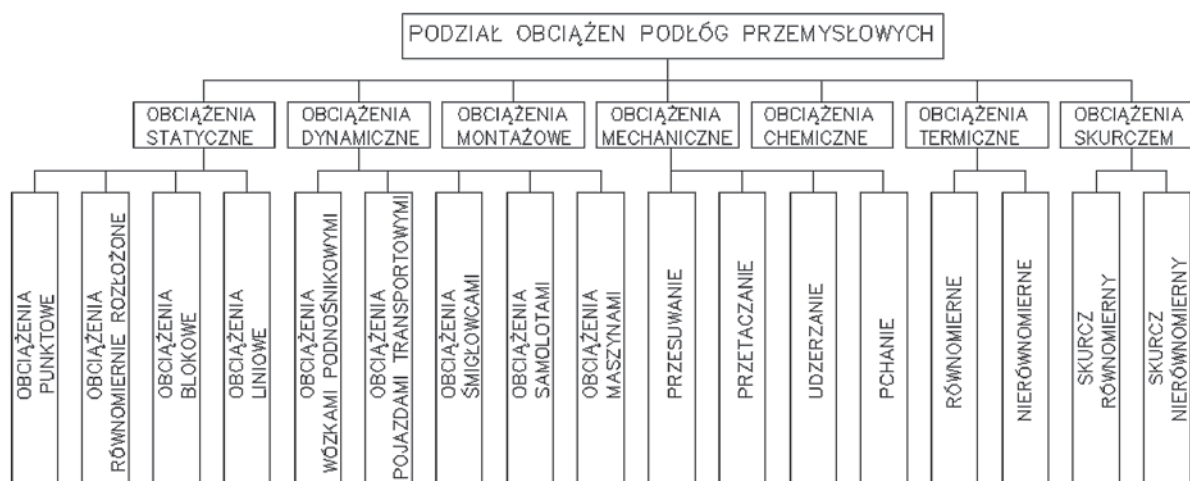 PODZIAŁ OBCIĄŻEN PODŁÓG PRZEMYSŁOWYCH
OBCIĄŻENIA
STATYCZNE
OBCIĄŻENIA
DYNAMICZNE
OBCIĄŻENIA
MONTAŻOWE
OBCIĄŻENIA
MECHANICZNE
OBCIĄŻENIA
CHEMICZNE
OBCIĄŻENIA
TERMICZNE
OBCIĄŻENIA
SKURCZEM
OBCIĄŻENIA
PUNKTOWE
OBCIĄŻENIA
RÓWNOMIERNIE ROZŁOŻONE
OBCIĄŻENIA
BLOKOWE
OBCIĄŻENIA
LINIOWE
OBCIĄŻENIA
WÓZKAMI PODNOŚNIKOWYMI
OBCIĄŻENIA
POJAZDAMI TRANSPORTOWYMI
OBCIĄŻENIA
ŚMIGŁOWCAMI
OBCIĄŻENIA
SAMOLOTAMI
OBCIĄŻENIA
MASZYNAMI
PRZESUWANIE
PRZETACZANIE
UDZERZANIE
PCHANIE
RÓWNOMIERNE
NIERÓWNOMIERNE
SKURCZ
RÓWNOMIERNY
SKURCZ
NIERÓWNOMIERNY